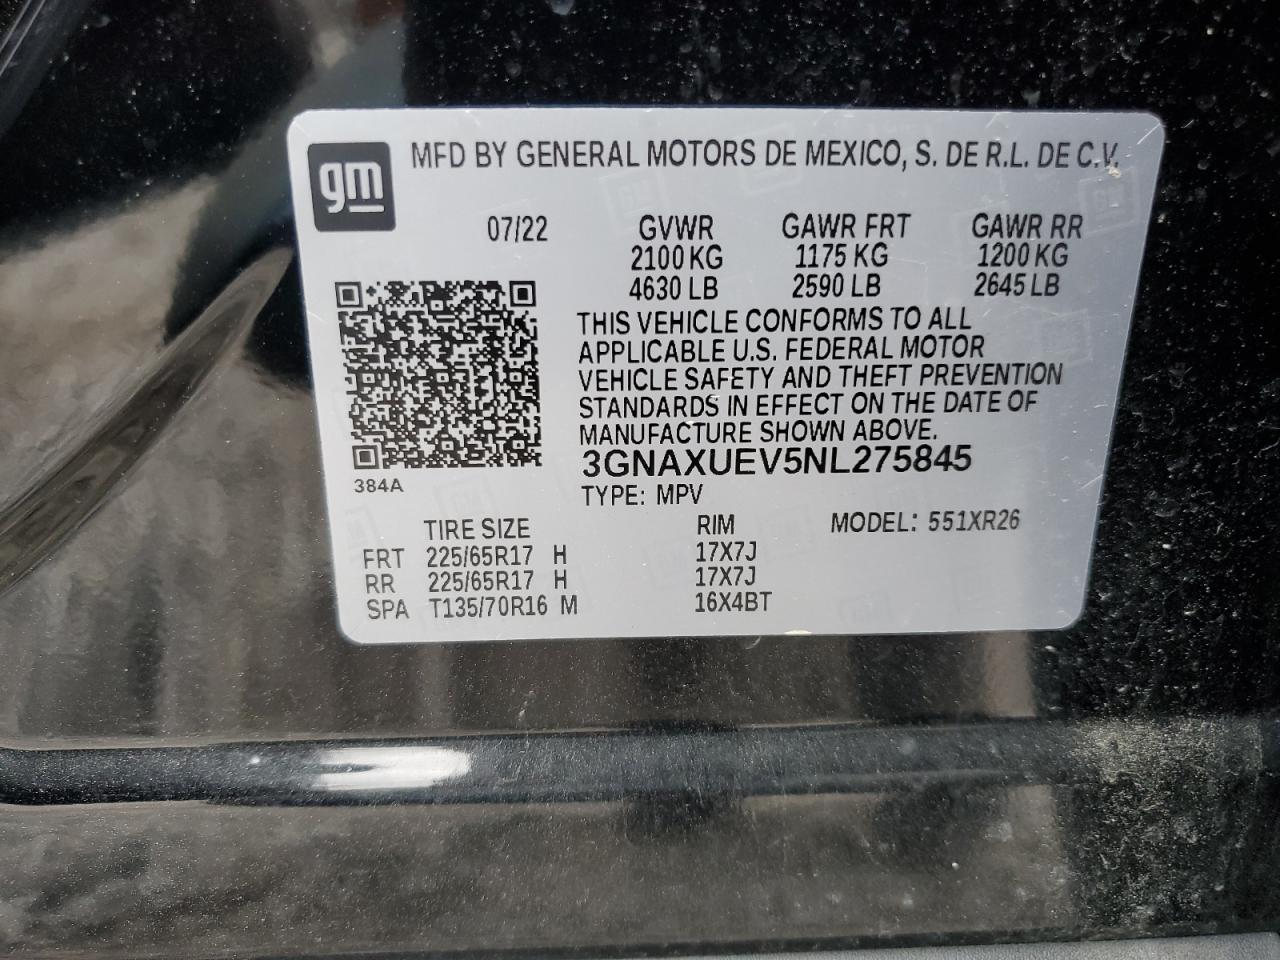 gm
MFD BY GENERAL MOTORS DE MEXICO, S. DE R.L. DE C.V.
07/22 GVWR GAWR FRT GAWR RR
2100 KG 1175 KG 1200 KG
4630 LB 2590 LB 2645 LB
THIS VEHICLE CONFORMS TO ALL
APPLICABLE U.S. FEDERAL MOTOR
VEHICLE SAFETY AND THEFT PREVENTION
STANDARDS IN EFFECT ON THE DATE OF
MANUFACTURE SHOWN ABOVE.
3GNAXUEV5NL275845
384A
TYPE: MPV
TIRE SIZE RIM MODEL: 551XR26
FRT 225/65R17 H 17X7J
RR 225/65R17 H 17X7J
SPA T135/70R16 M 16X4BT